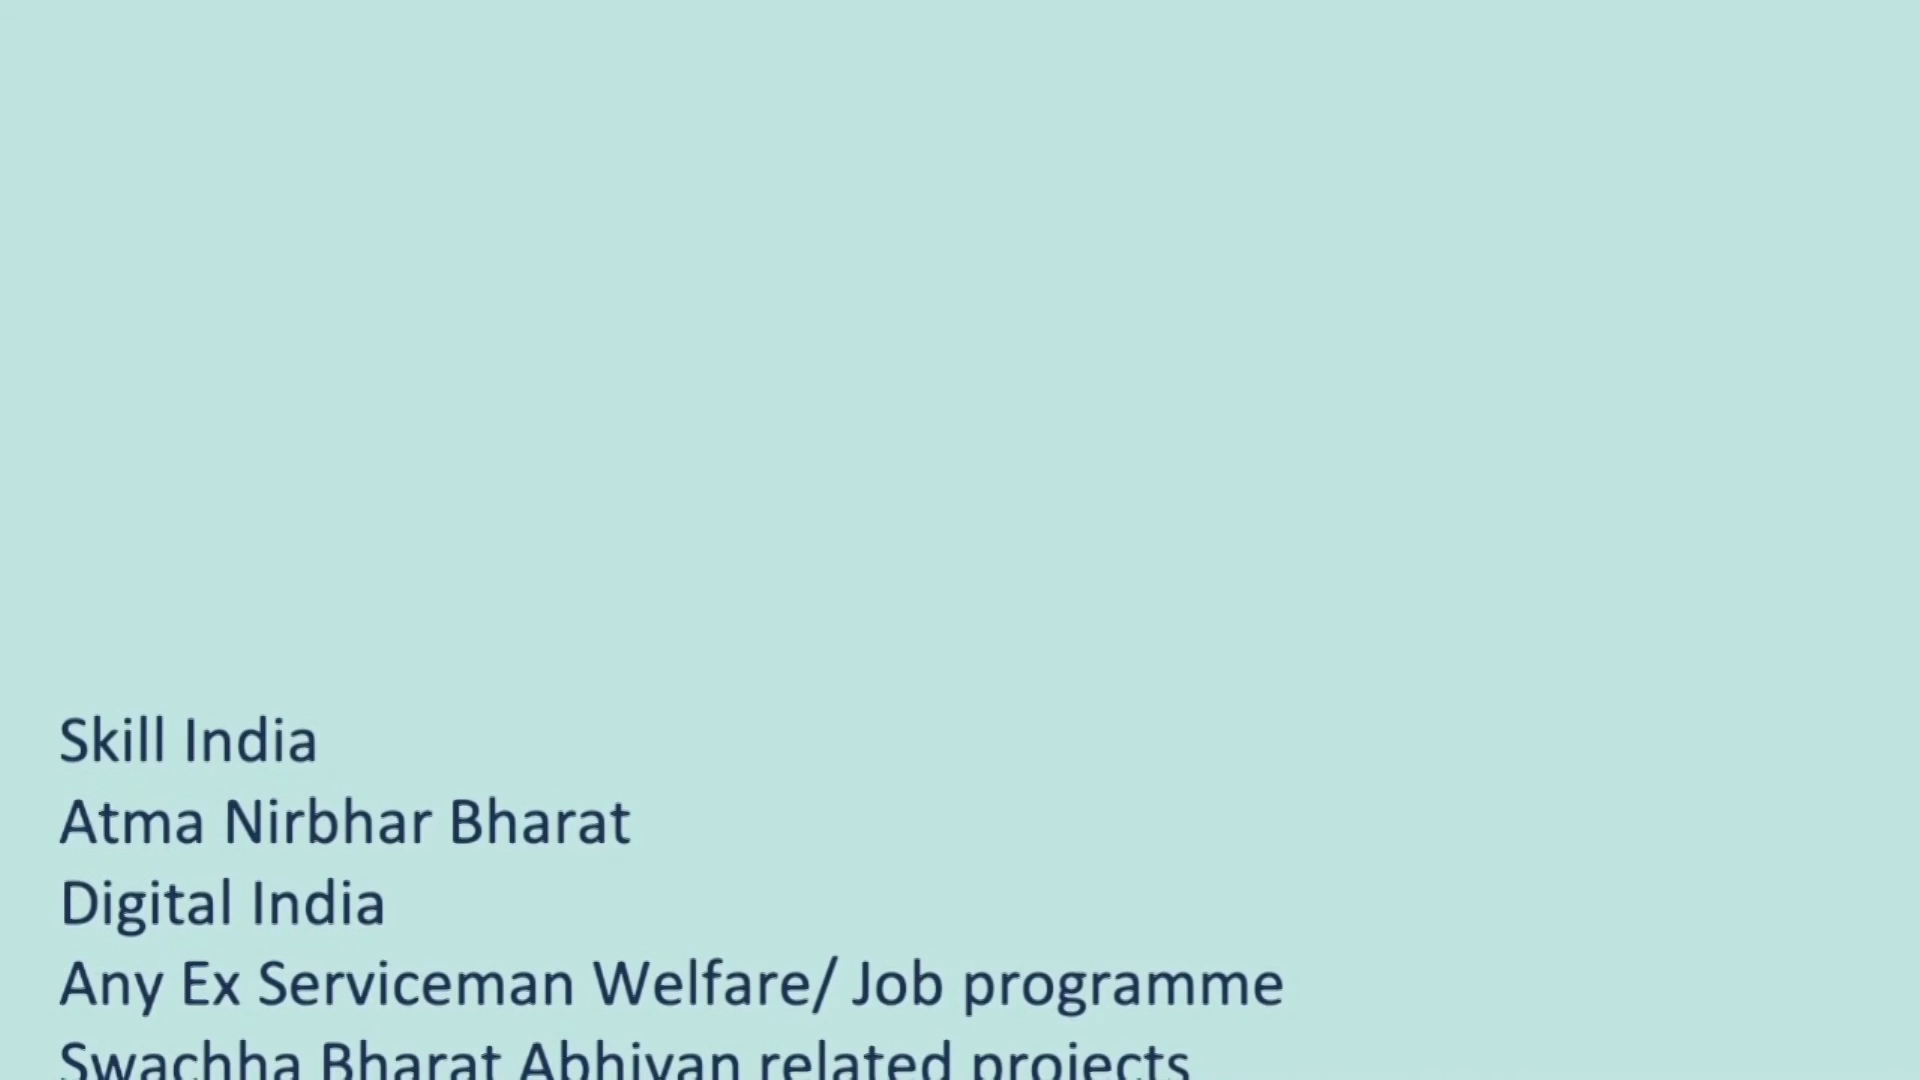 Skill India
Atma Nirbhar Bharat
Digital India
Any Ex Serviceman Welfare/ Job programme
Swachha Bharat Abhiyan related projects